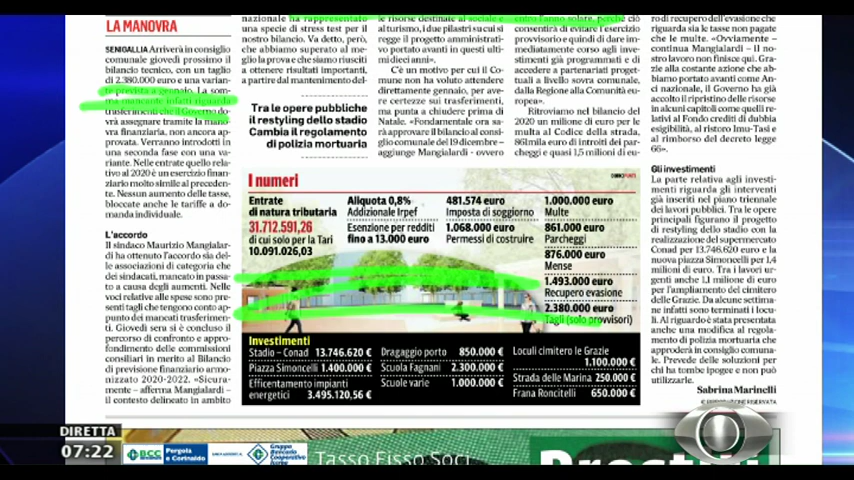 LA MANOVRA
SENIGALLIA Arriverà in consiglio
comunale giovedì prossimo il
bilancio tecnico, con un taglio
di 2.380.000 euro e una varian-
te prevista a gennaio. La som-
ma mancante infatti riguarda
trasferimenti che il Governo do-
vrà assegnare tramite la mano-
vra finanziaria, non ancora ap-
provata. Verranno introdotti in
una seconda fase con una va-
riante. Nelle entrate quello rela-
tivo al 2020 è un esercizio finan-
ziario molto simile al preceden-
te. Nessun aumento delle tasse,
bloccate anche le tariffe a do-
manda individuale.
L'accordo
Il sindaco Maurizio Mangialar-
di ha ottenuto l'accordo sia del-
le associazioni di categoria che
dei sindacati, mancato in passa-
to a causa degli aumenti. Nelle
voci relative alle spese sono pre-
senti tagli che tengono conto ap-
punto dei mancati trasferimen-
ti. Giovedì sera si è concluso il
percorso di confronto e appro-
fondimento delle commissioni
consiliari in merito al Bilancio
di previsione finanziario armo-
nizzato 2020-2022. «Sicura-
mente – afferma Mangialardi –
il contesto delineato in ambito
nazionale ha rappresentato
una specie di stress test per il
nostro bilancio. Va detto, però,
che abbiamo superato al me-
glio la prova e che siamo riusciti
a ottenere risultati importanti,
a partire dal mantenimento del-
Tra le opere pubbliche
il restyling dello stadio
Cambia il regolamento
di polizia mortuaria
le risorse destinate al sociale e
al turismo, i due pilastri su cui si
regge il progetto amministrati-
vo portato avanti in questi ulti-
mi dieci anni».
C'è un motivo per cui il Co-
mune non ha voluto attendere
direttamente gennaio, per a-
vere certezze sui trasferimenti,
ma punta a chiudere prima di
Natale. «Fondamentale ora sa-
rà approvare il bilancio al consi-
glio comunale del 19 dicembre –
aggiunge Mangialardi – ovvero
entro l'anno solare, perché ciò
consentirà di evitare l'esercizio
provvisorio e quindi di dare im-
mediatamente corso agli inve-
stimenti già programmati e di
accedere a partenariati proget-
tuali a livello sovra comunale,
dalla Regione alla Comunità
europea».
Ritroviamo nel bilancio del
2020 un milione di euro per
le multa al Codice della strada,
861mila euro di introiti dei par-
cheggi e quasi 1,5 milioni di eu-
ro di recupero dell'evasione che
riguarda sia le tasse non pagate
che le multe. «Ovviamente –
continua Mangialardi – il no-
stro lavoro non finisce qui. Gra-
zie alla costante azione che ab-
biamo portato avanti come An-
ci nazionale, il Governo ha già
accolto il ripristino delle risorse
in alcuni capitoli come quelli re-
lativi al Fondo crediti di dubbia
esigibilità, al ristoro Imu-Tasi e
al rimborso del decreto legge
66».
Gli investimenti
La parte relativa agli investi-
menti riguarda gli interventi
già inseriti nel piano triennale
dei lavori pubblici. Tra le opere
principali figurano il progetto
di restyling dello stadio con la
realizzazione del supermercato
Conad per 13.746.620 euro e la
nuova piazza Simoncelli per 1,4
milioni di euro. Tra i lavori ur-
genti anche 1,1 milione di euro
per l'ampliamento del cimitero
delle Grazie. Da alcune settima-
ne infatti sono terminati i locu-
li. Al riguardo è stata presentata
anche una modifica al regola-
mento di polizia mortuaria che
approderà in consiglio comuna-
le. Prevede delle soluzioni per
chi ha tombe ipogee e non può
utilizzarle.
Sabrina Marinelli
© RIPRODUZIONE RISERVATA
I numeri
Entrate
di natura tributaria
31.712.591,26
di cui solo per la Tari
10.091.026,03
Aliquota 0,8%
Addizionale Irpef
Esenzione per redditi
fino a 13.000 euro
481.574 euro
Imposta di soggiorno
1.068.000 euro
Permessi di costruire
1.000.000 euro
Multe
861.000 euro
Parcheggi
876.000 euro
Mense
1.493.000 euro
Recupero evasione
2.380.000 euro
Tagli (solo provvisori)
Investimenti
Stadio - Conad 13.746.620 €
Piazza Simoncelli 1.400.000 €
Efficentamento impianti
energetici 3.495.120,56 €
Dragaggio porto 850.000 €
Scuola Fagnani 2.300.000 €
Scuole varie 1.000.000 €
Loculi cimitero le Grazie
1.100.000 €
Strada delle Marina 250.000 €
Frana Roncitelli 650.000 €
DIRETTA
07:22
BCC
Pergola
e Corinaldo
Gruppo
Bancario
Cooperativo
Iccrea
Tasso Fisso